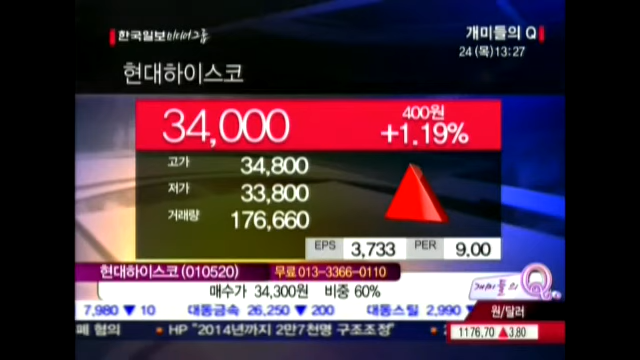 한국일보 미디어그룹
개미들의 Q
24 (목) 13:27
현대하이스코
34,000
400원
+1.19%
고가 34,800
저가 33,800
거래량 176,660
EPS 3,733 PER 9.00
현대하이스코(010520) 무료 013-3366-0110
개미들의 Q
매수가 34,300원 비중 60%
7,980 ▼ 10 대동금속 26,250 ▼ 200 대동스틸 2,990 ▼
원/달러
혐의 ▪ HP "2014년까지 2만7천명 구조조정" ▪ 2
1176.70 ▲3.80